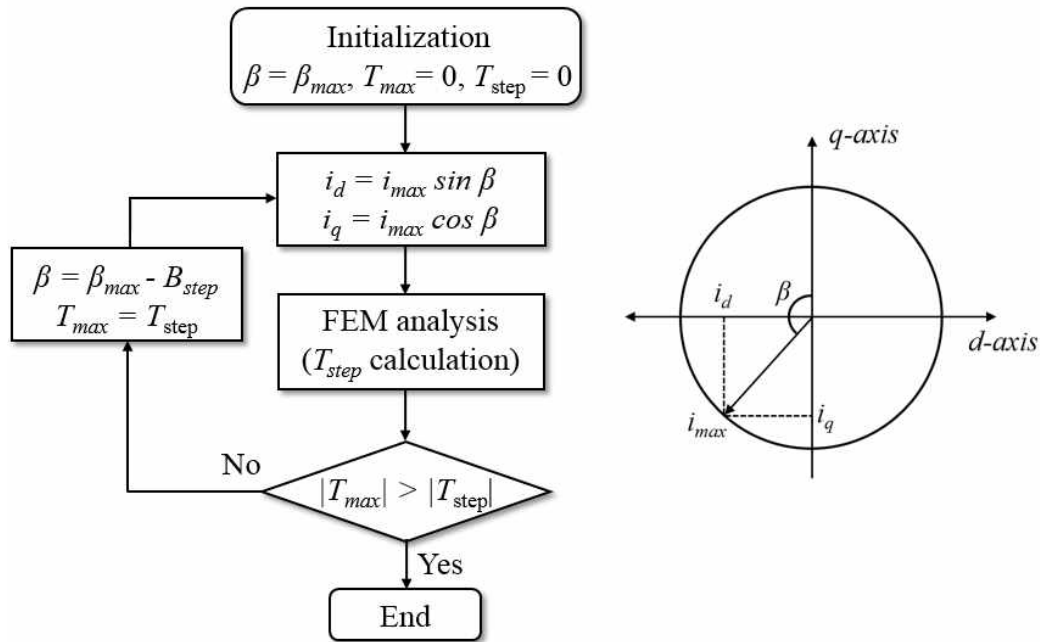 Initialization
β = βmax, Tmax= 0, Tstep = 0
id = imax sin β
iq = imax cos β
β = βmax - Bstep
Tmax = Tstep
FEM analysis
(Tstep calculation)
No
|Tmax| > |Tstep|
Yes
End
q-axis
id
β
d-axis
imax
iq